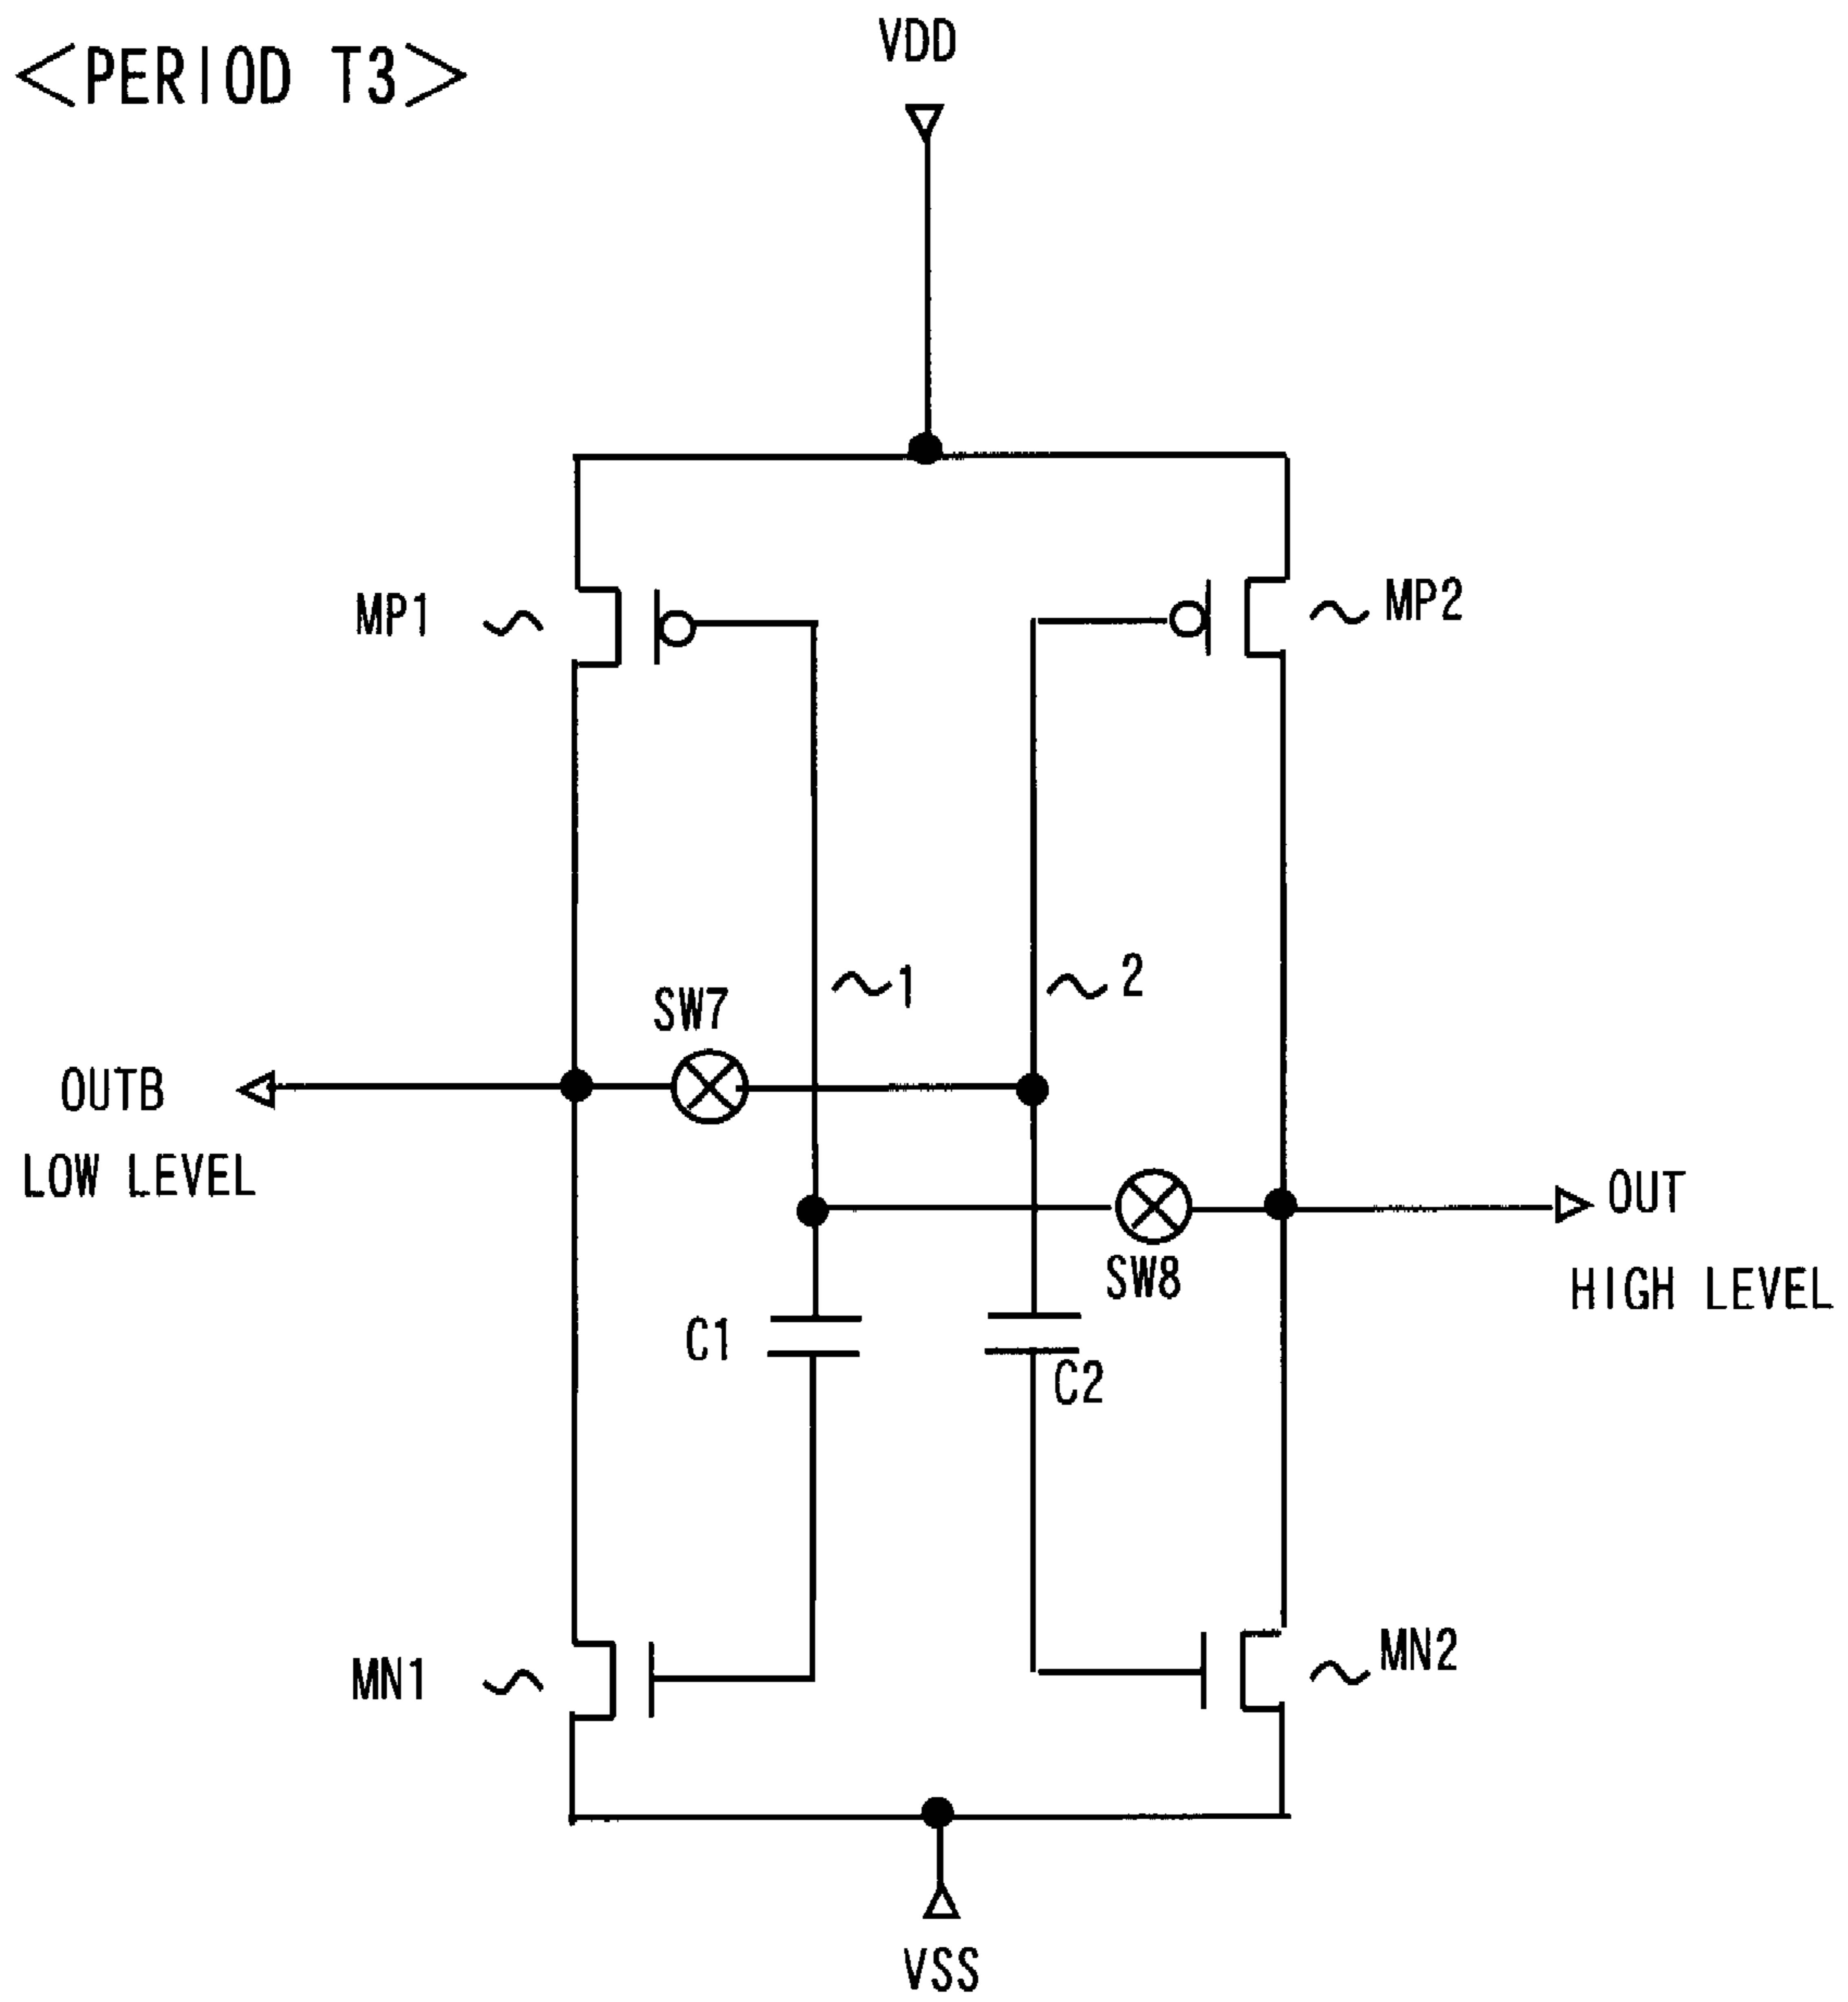 <PERIOD T3>
VDD
MP1
MP2
1
2
SW7
OUTB
LOW LEVEL
OUT
SW8
HIGH LEVEL
C1
C2
MN1
MN2
VSS